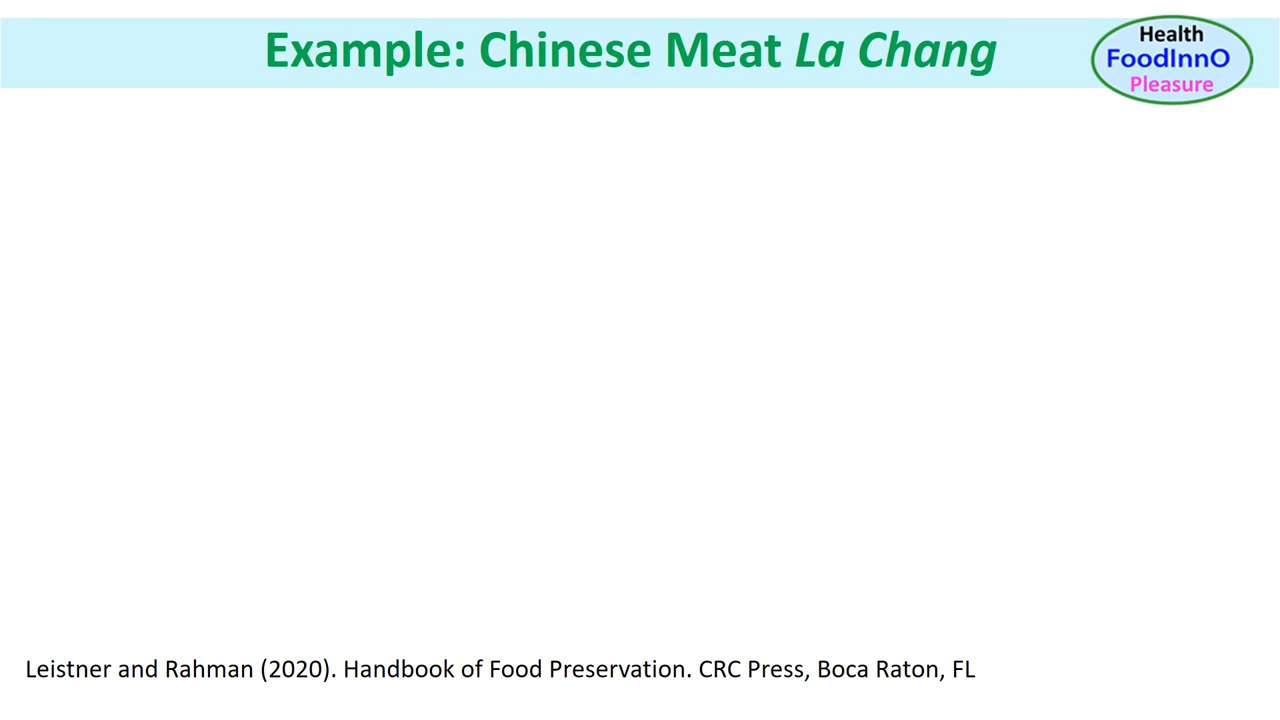 Example: Chinese Meat La Chang
Health
FoodInnO
Pleasure
Leistner and Rahman (2020). Handbook of Food Preservation. CRC Press, Boca Raton, FL